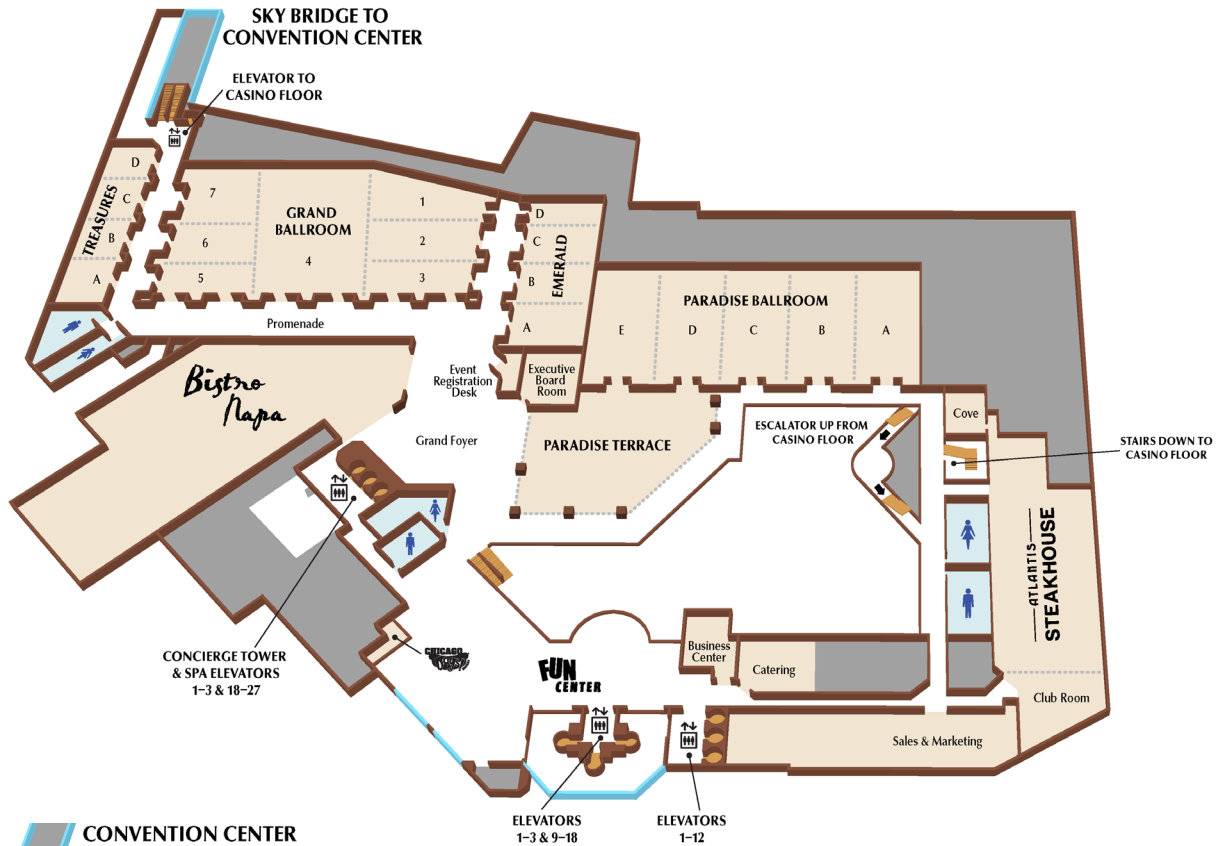 SKY BRIDGE TO
CONVENTION CENTER
ELEVATOR TO
CASINO FLOOR
TREASURES
D
C
B
A
GRAND
BALLROOM
7
6
5
4
1
2
3
EMERALD
D
C
B
A
PARADISE BALLROOM
E
D
C
B
A
Promenade
Bistro
Napa
Event
Registration
Desk
Executive
Board
Room
Grand Foyer
PARADISE TERRACE
ESCALATOR UP FROM
CASINO FLOOR
Cove
STAIRS DOWN TO
CASINO FLOOR
ATLANTIS
STEAKHOUSE
CONCIERGE TOWER
& SPA ELEVATORS
1–3 & 18–27
CHICAGO
FUN
CENTER
Business
Center
Catering
Club Room
Sales & Marketing
ELEVATORS
1–3 & 9–18
ELEVATORS
1–12
CONVENTION CENTER